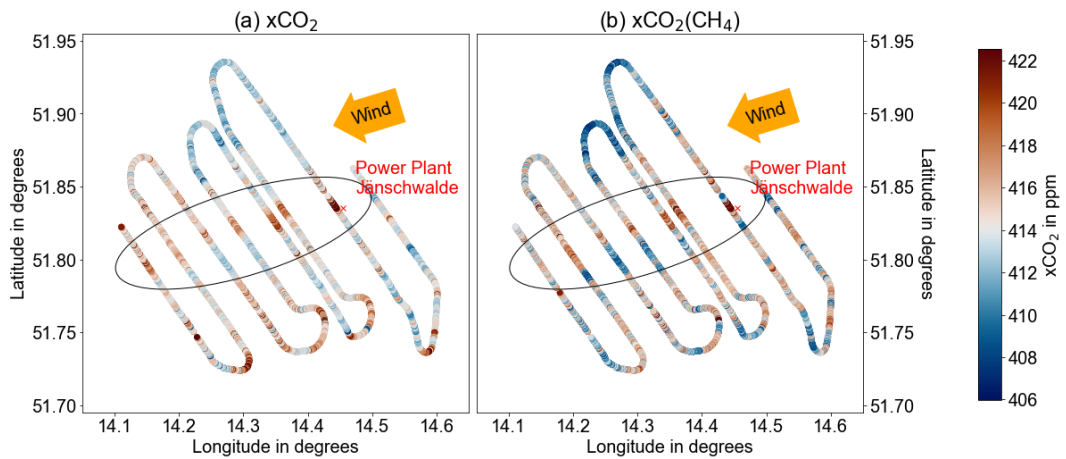 (a) xCO₂
(b) xCO₂(CH₄)
51.95
51.90
51.85
51.80
51.75
51.70
Latitude in degrees
Wind
Power Plant
Jänschwalde
14.1 14.2 14.3 14.4 14.5 14.6
Longitude in degrees
Wind
Power Plant
Jänschwalde
14.1 14.2 14.3 14.4 14.5 14.6
Longitude in degrees
51.95
51.90
51.85
51.80
51.75
51.70
Latitude in degrees
422
420
418
416
414
412
410
408
406
xCO₂ in ppm